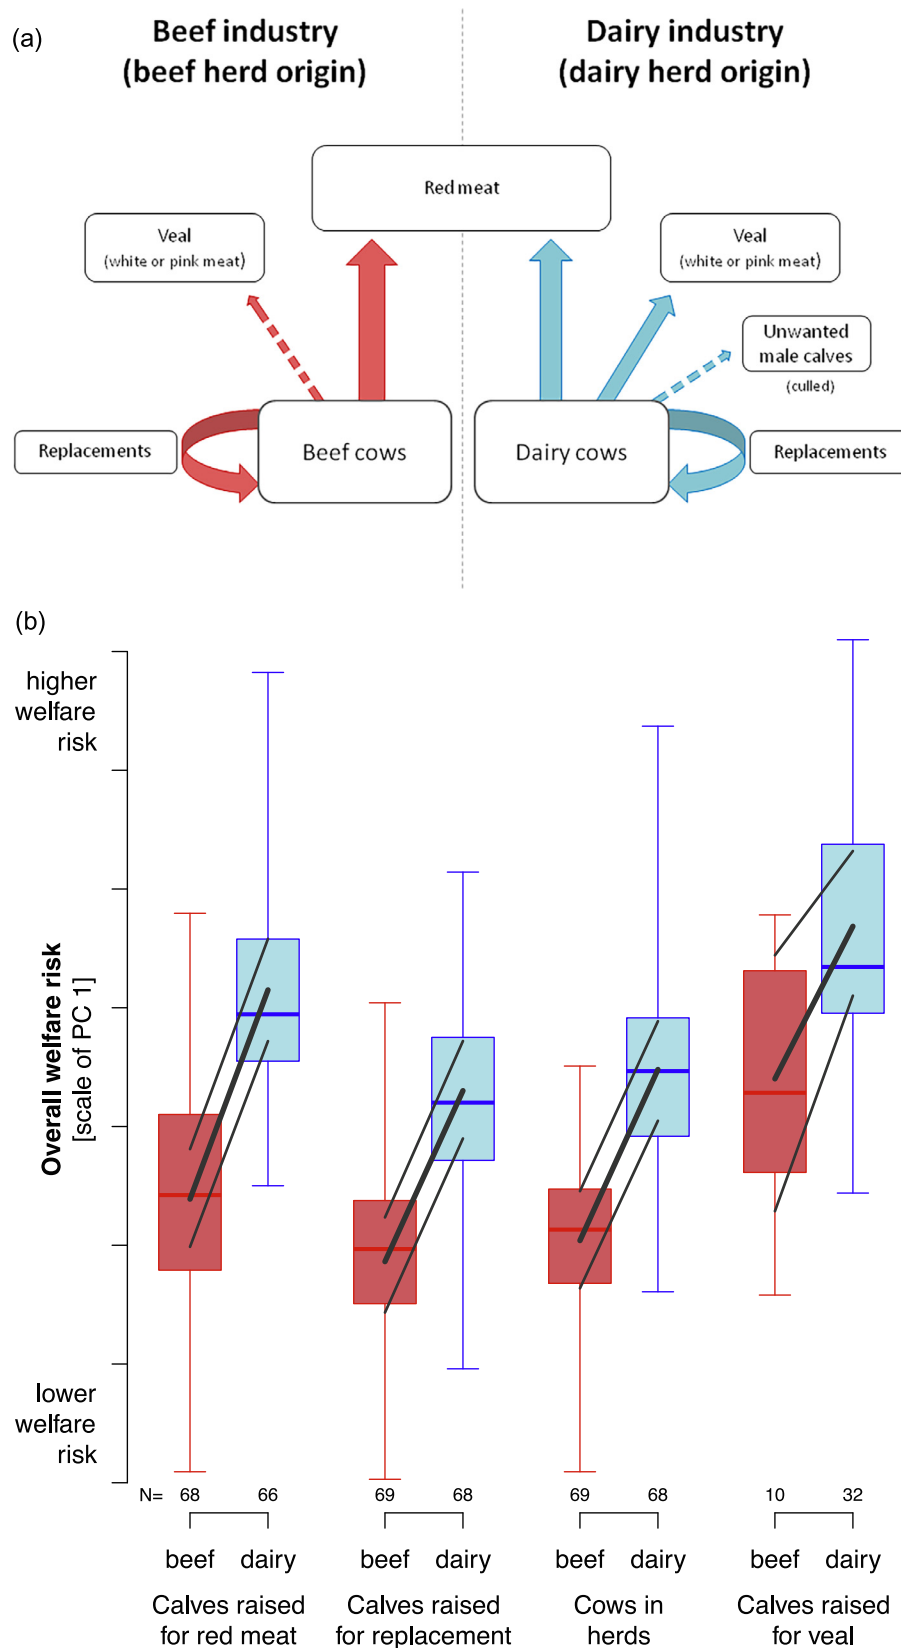 (a)
Beef industry
(beef herd origin)
Dairy industry
(dairy herd origin)
Red meat
Veal
(white or pink meat)
Veal
(white or pink meat)
Unwanted
male calves
(culled)
Replacements
Beef cows
Dairy cows
Replacements
(b)
higher
welfare
risk
Overall welfare risk
[scale of PC 1]
lower
welfare
risk
N= 68 66 69 68 69 68 10 32
beef dairy beef dairy beef dairy beef dairy
Calves raised
for red meat
Calves raised
for replacement
Cows in
herds
Calves raised
for veal